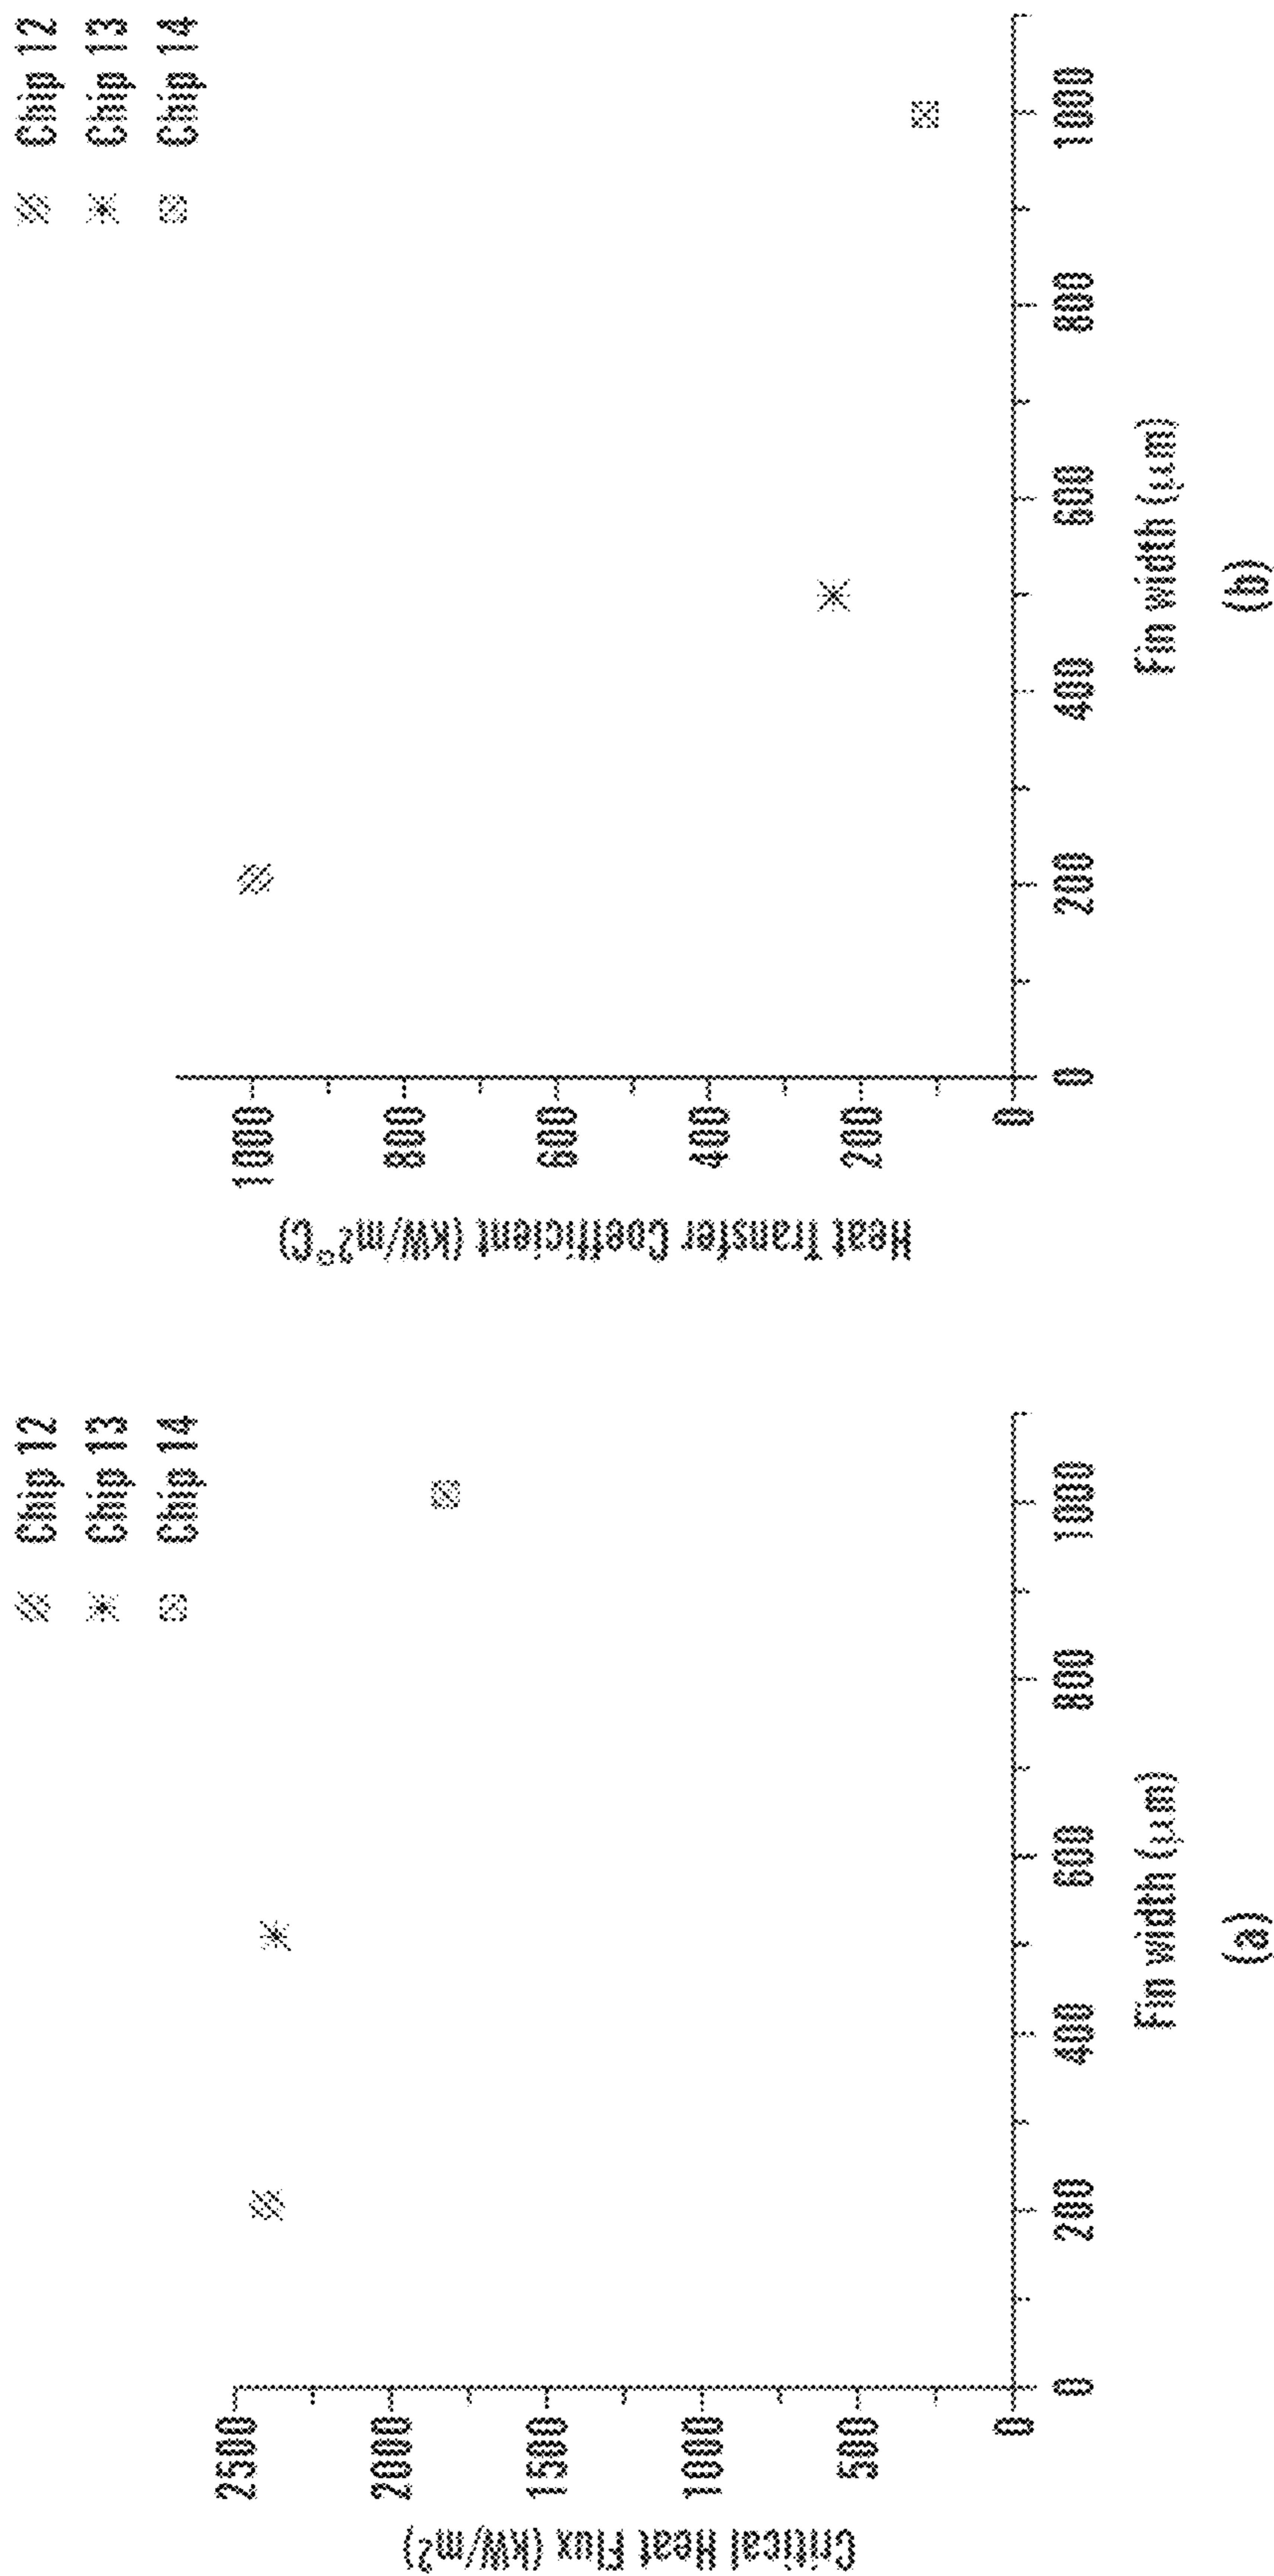 Chip 12
Chip 13
Chip 14
Critical Heat Flux (kW/m²)
2500
2000
1500
1000
500
0
0
200
400
600
800
1000
Fin width (μm)
(a)
Chip 12
Chip 13
Chip 14
Heat Transfer Coefficient (kW/m²°C)
1000
800
600
400
200
0
0
200
400
600
800
1000
Fin width (μm)
(b)